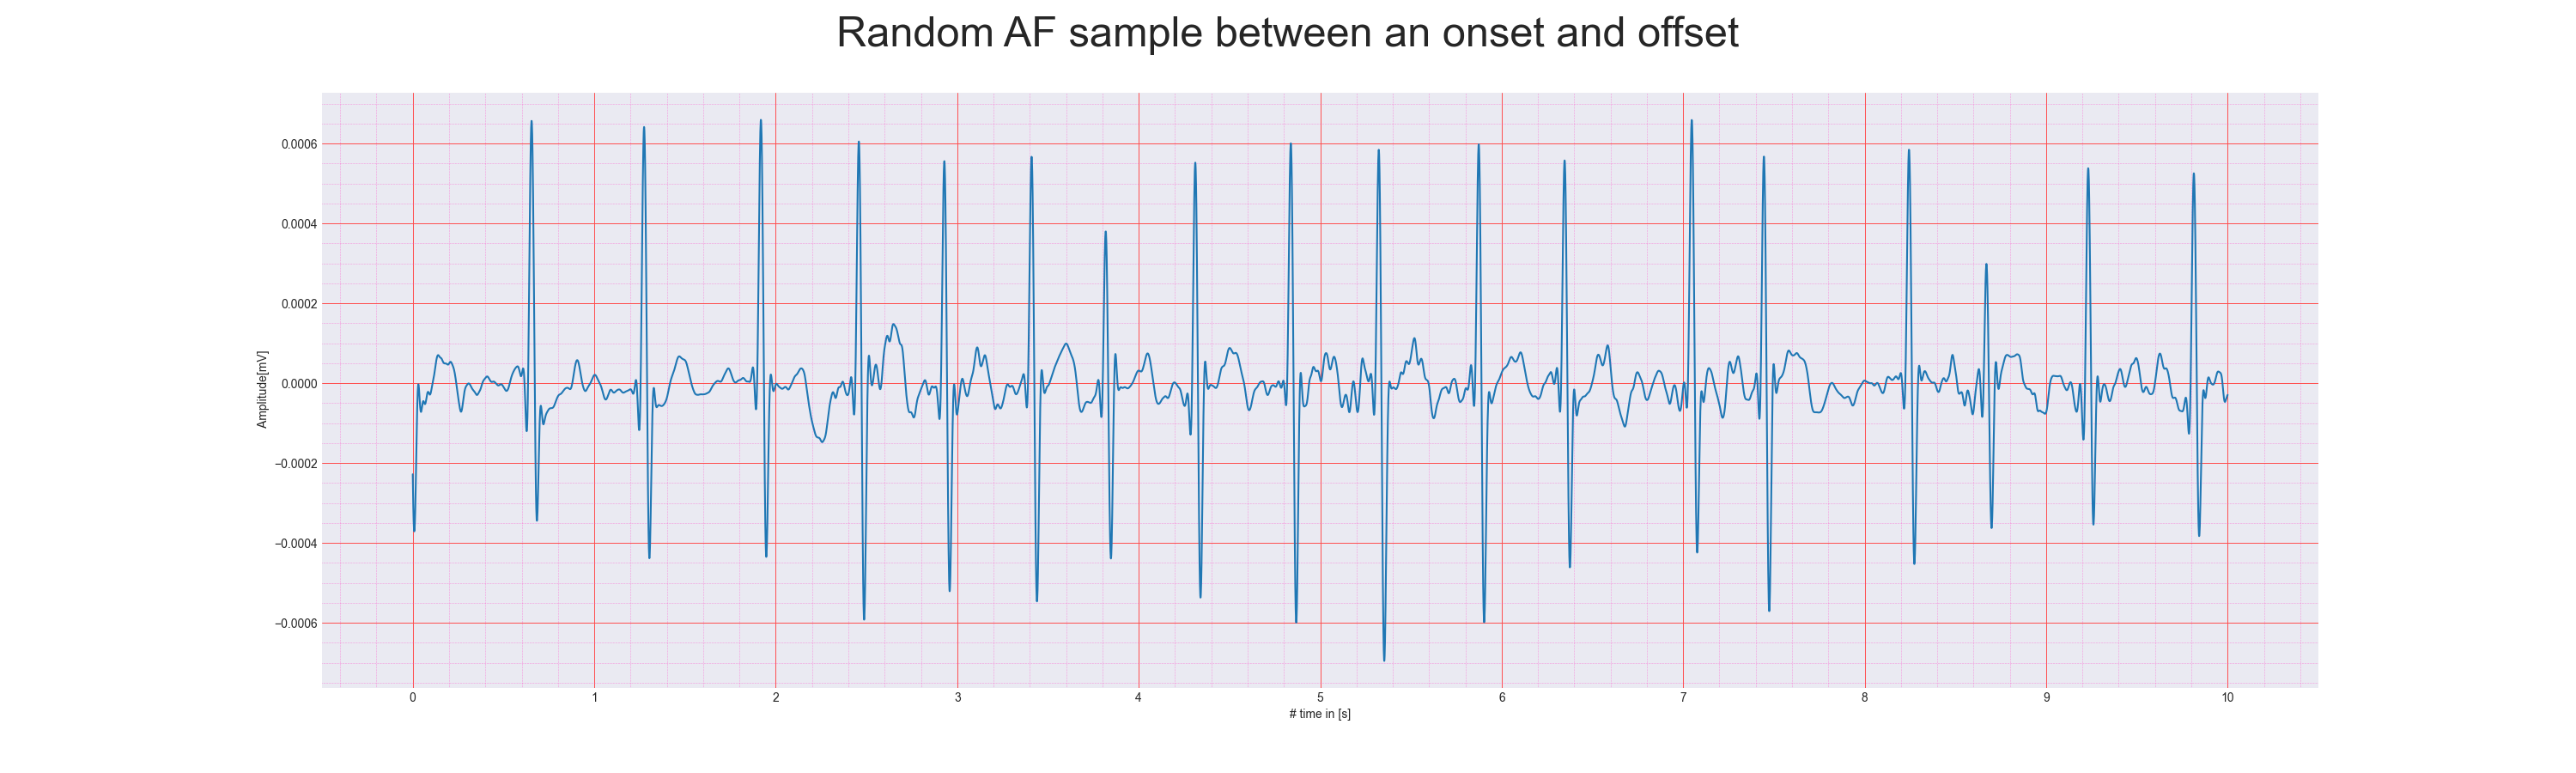 Random AF sample between an onset and offset
0.0006
0.0004
0.0002
0.0000
−0.0002
−0.0004
−0.0006
Amplitude[mV]
0 1 2 3 4 5 6 7 8 9 10
# time in [s]